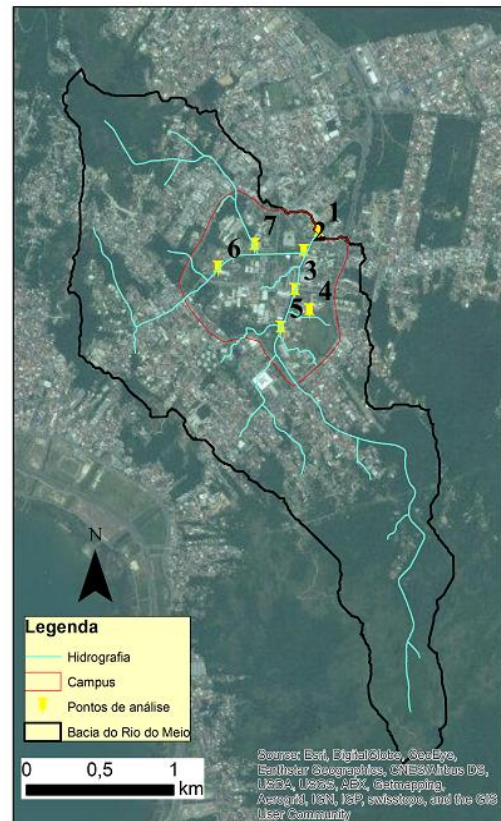 1
2
7
3
6
4
5
N
Legenda
Hidrografia
Campus
Pontos de análise
Bacia do Rio do Meio
0 0,5 1
km
Source: Esri, DigitalGlobe, GeoEye,
Earthstar Geographics, CNES/Airbus DS,
USDA, USGS, AEX, Getmapping,
Aerogrid, IGN, IGP, swisstopo, and the GIS
User Community